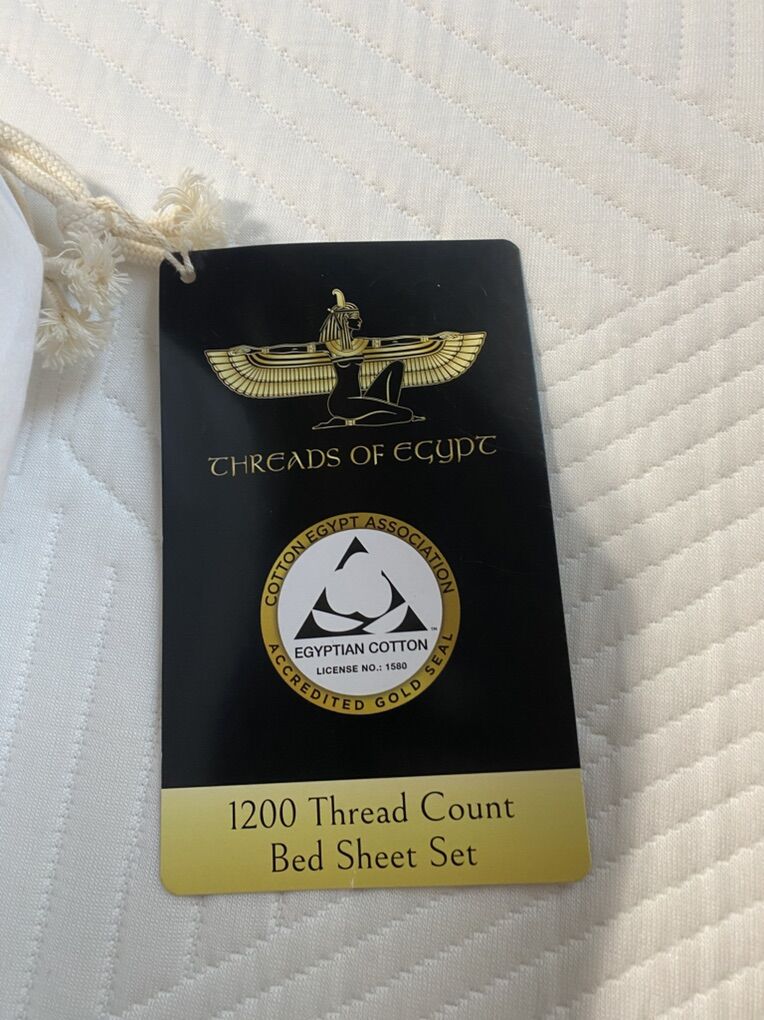 THREADS OF EGYPT
COTTON EGYPT ASSOCIATION
EGYPTIAN COTTON
™
LICENSE NO.: 1580
ACCREDITED GOLD SEAL
1200 Thread Count
Bed Sheet Set